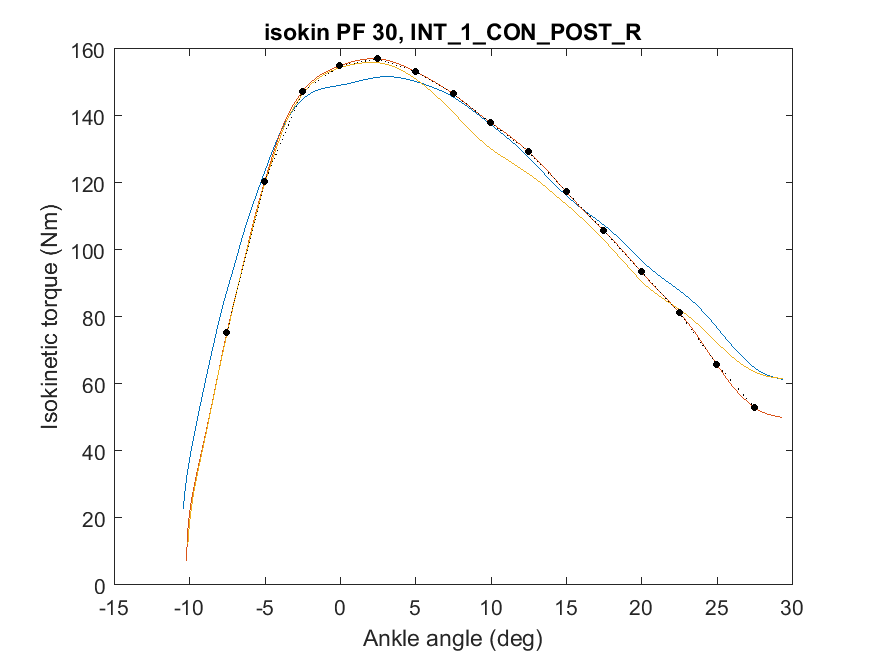 isokin PF 30, INT_1_CON_POST_R
160
140
120
100
80
60
40
20
0
Isokinetic torque (Nm)
-15 -10 -5 0 5 10 15 20 25 30
Ankle angle (deg)